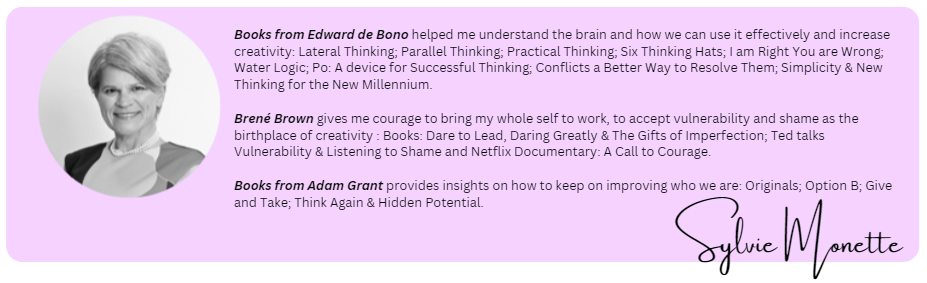 Books from Edward de Bono helped me understand the brain and how we can use it effectively and increase
creativity: Lateral Thinking; Parallel Thinking; Practical Thinking; Six Thinking Hats; I am Right You are Wrong;
Water Logic; Po: A device for Successful Thinking; Conflicts a Better Way to Resolve Them; Simplicity & New
Thinking for the New Millennium.
Brené Brown gives me courage to bring my whole self to work, to accept vulnerability and shame as the
birthplace of creativity : Books: Dare to Lead, Daring Greatly & The Gifts of Imperfection; Ted talks
Vulnerability & Listening to Shame and Netflix Documentary: A Call to Courage.
Books from Adam Grant provides insights on how to keep on improving who we are: Originals; Option B; Give
and Take; Think Again & Hidden Potential.
Sylvie Monette